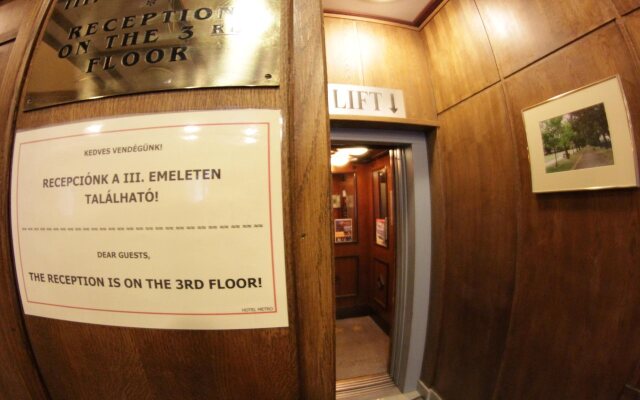 RECEPTION
ON THE 3 RD
FLOOR
KEDVES VENDÉGÜNK!
RECEPCIÓNK A III. EMELETEN
TALÁLHATÓ!
DEAR GUESTS,
THE RECEPTION IS ON THE 3RD FLOOR!
HOTEL METRO
LIFT ↓